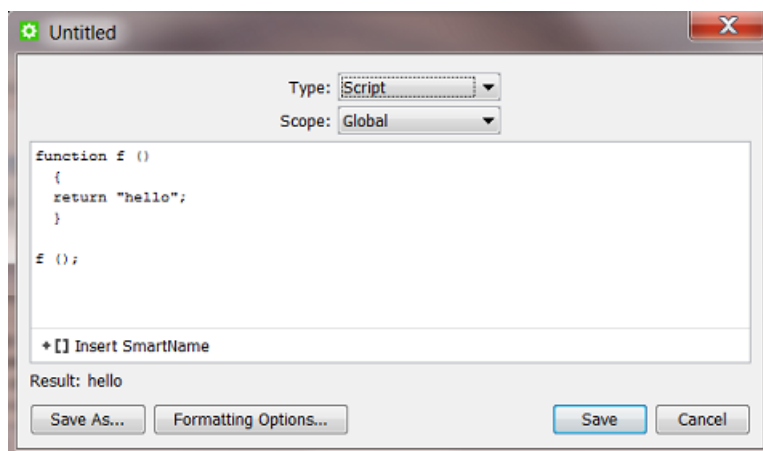 Untitled
Type: Script
Scope: Global
function f ()
  {
  return "hello";
  }
f ();
+[] Insert SmartName
Result: hello
Save As... Formatting Options... Save Cancel